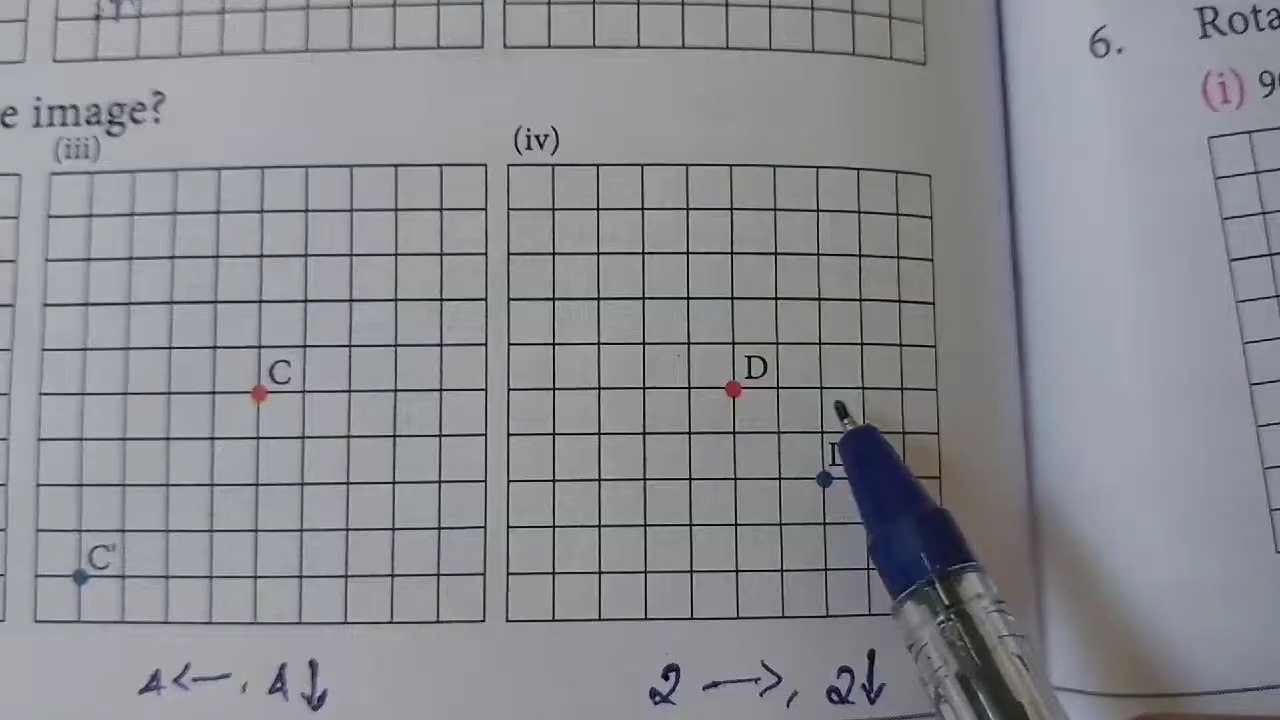 6. Rota
(i) 9
e image?
(iii)
(iv)
C
D
C'
4←, 4↓
2 →, 2↓